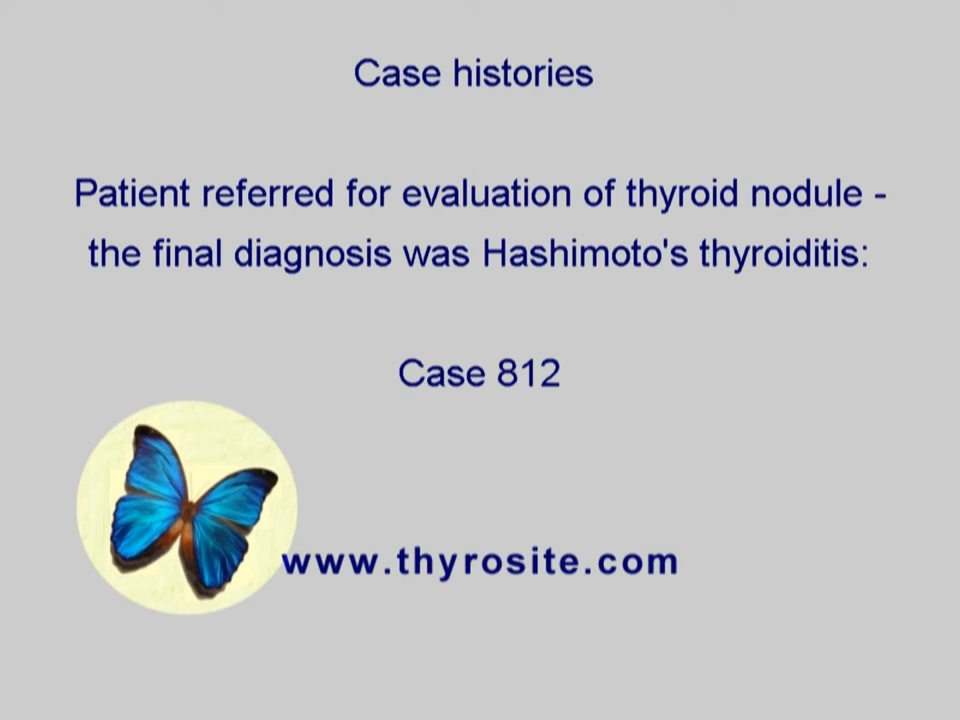 Case histories
Patient referred for evaluation of thyroid nodule -
the final diagnosis was Hashimoto's thyroiditis:
Case 812
www.thyrosite.com